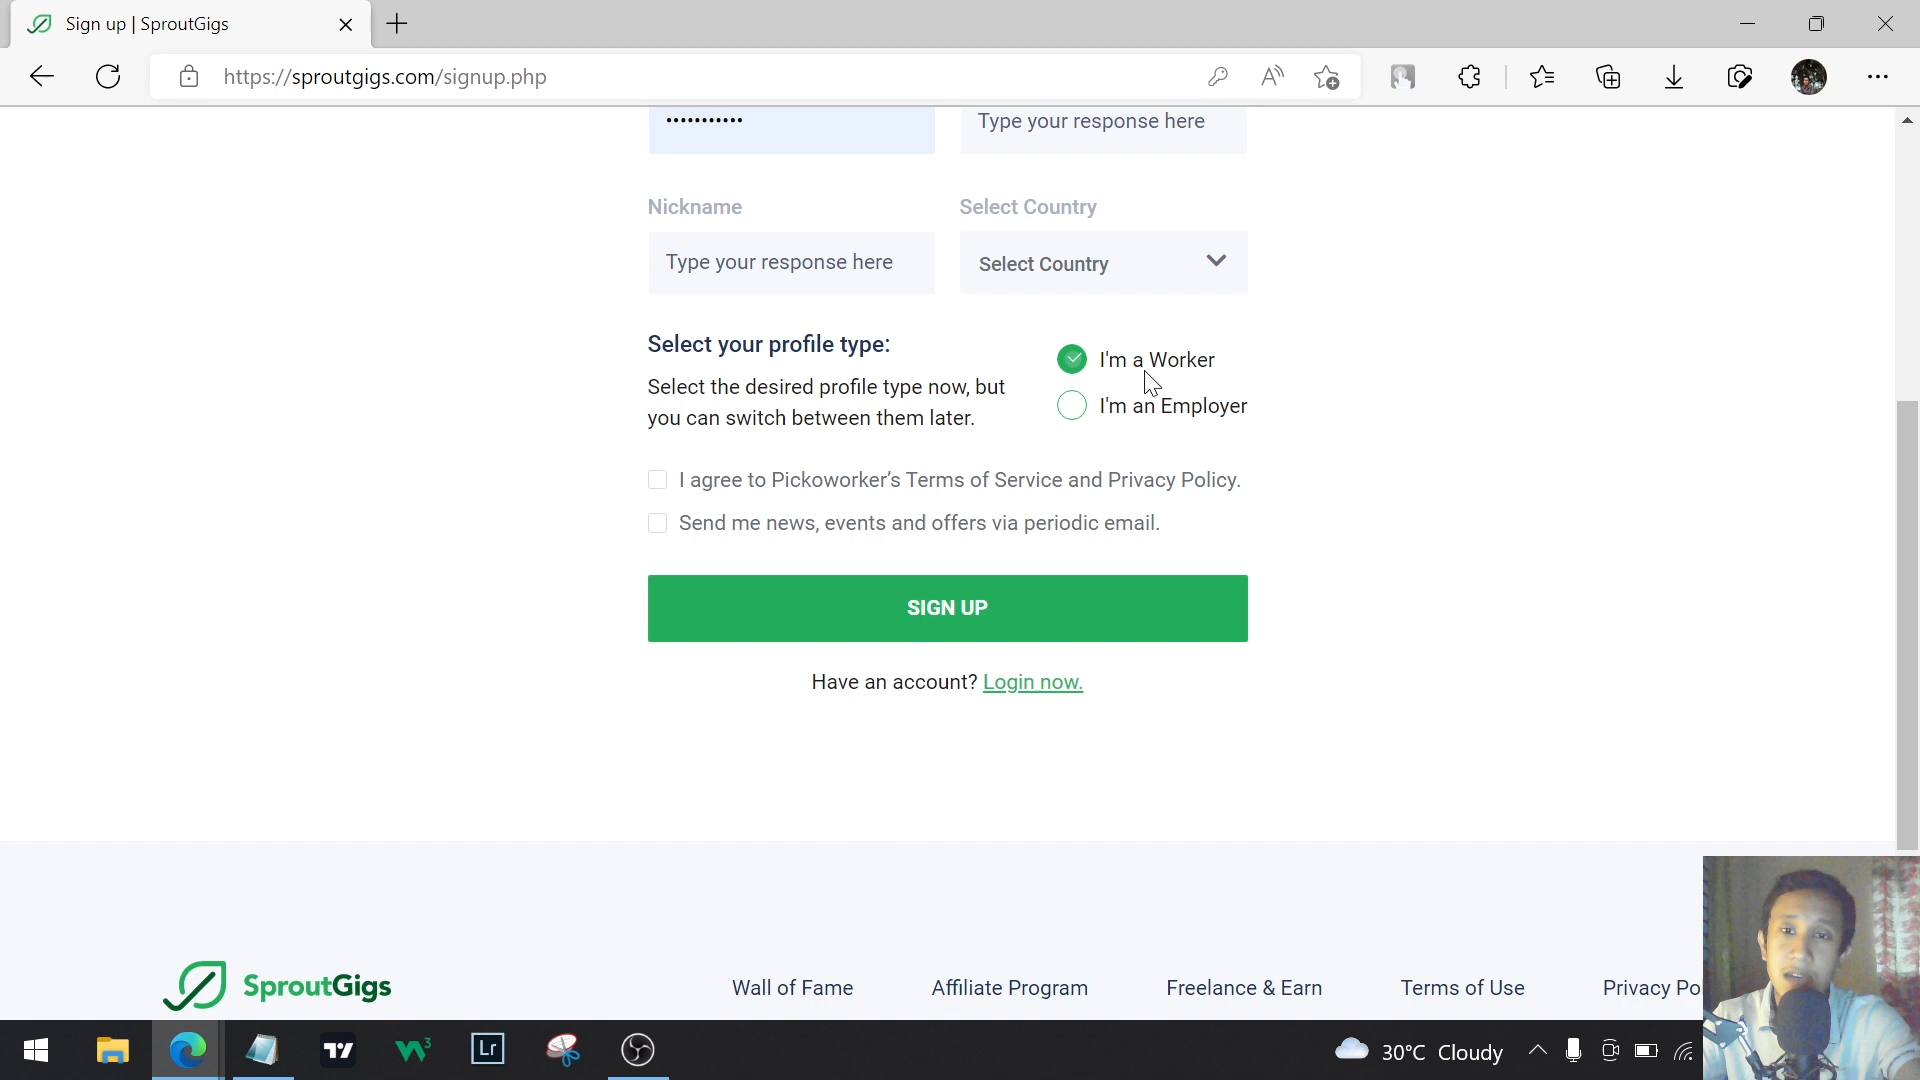 Sign up | SproutGigs
https://sproutgigs.com/signup.php
•••••••••••
Type your response here
Nickname
Select Country
Type your response here
Select Country
Select your profile type:
Select the desired profile type now, but
you can switch between them later.
I'm a Worker
I'm an Employer
I agree to Pickoworker’s Terms of Service and Privacy Policy.
Send me news, events and offers via periodic email.
SIGN UP
Have an account? Login now.
SproutGigs
Wall of Fame
Affiliate Program
Freelance & Earn
Terms of Use
Privacy Po
Lr
30°C Cloudy